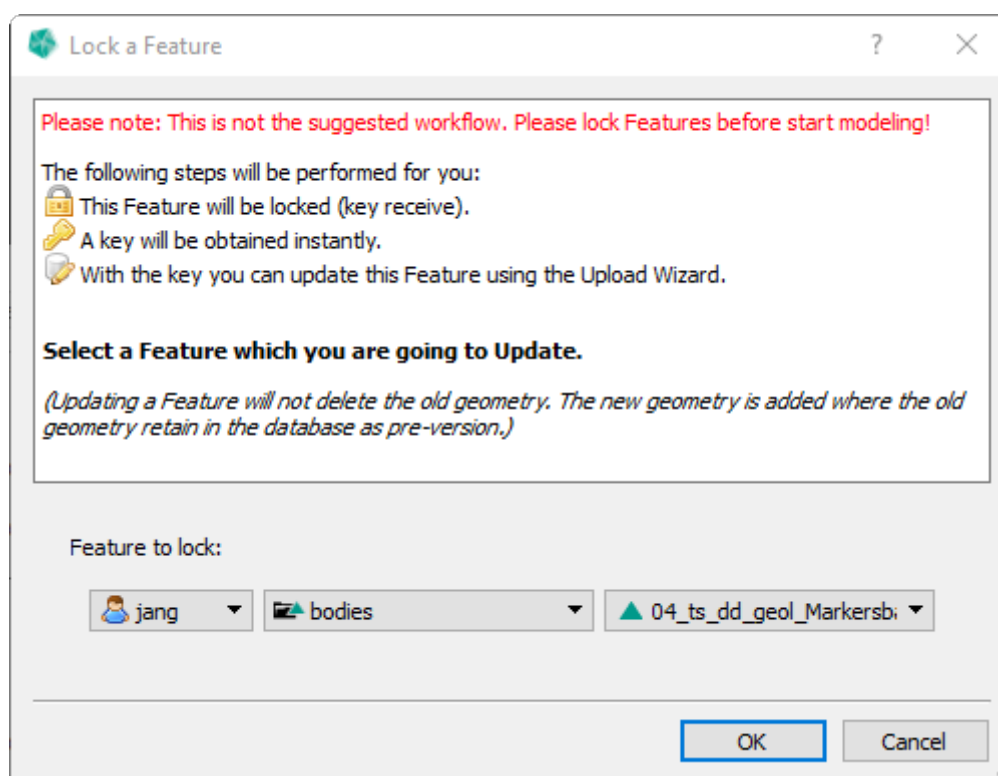 Lock a Feature
?
Please note: This is not the suggested workflow. Please lock Features before start modeling!
The following steps will be performed for you:
This Feature will be locked (key receive).
A key will be obtained instantly.
With the key you can update this Feature using the Upload Wizard.
Select a Feature which you are going to Update.
(Updating a Feature will not delete the old geometry. The new geometry is added where the old
geometry retain in the database as pre-version.)
Feature to lock:
jang bodies 04_ts_dd_geol_Markersb
OK Cancel